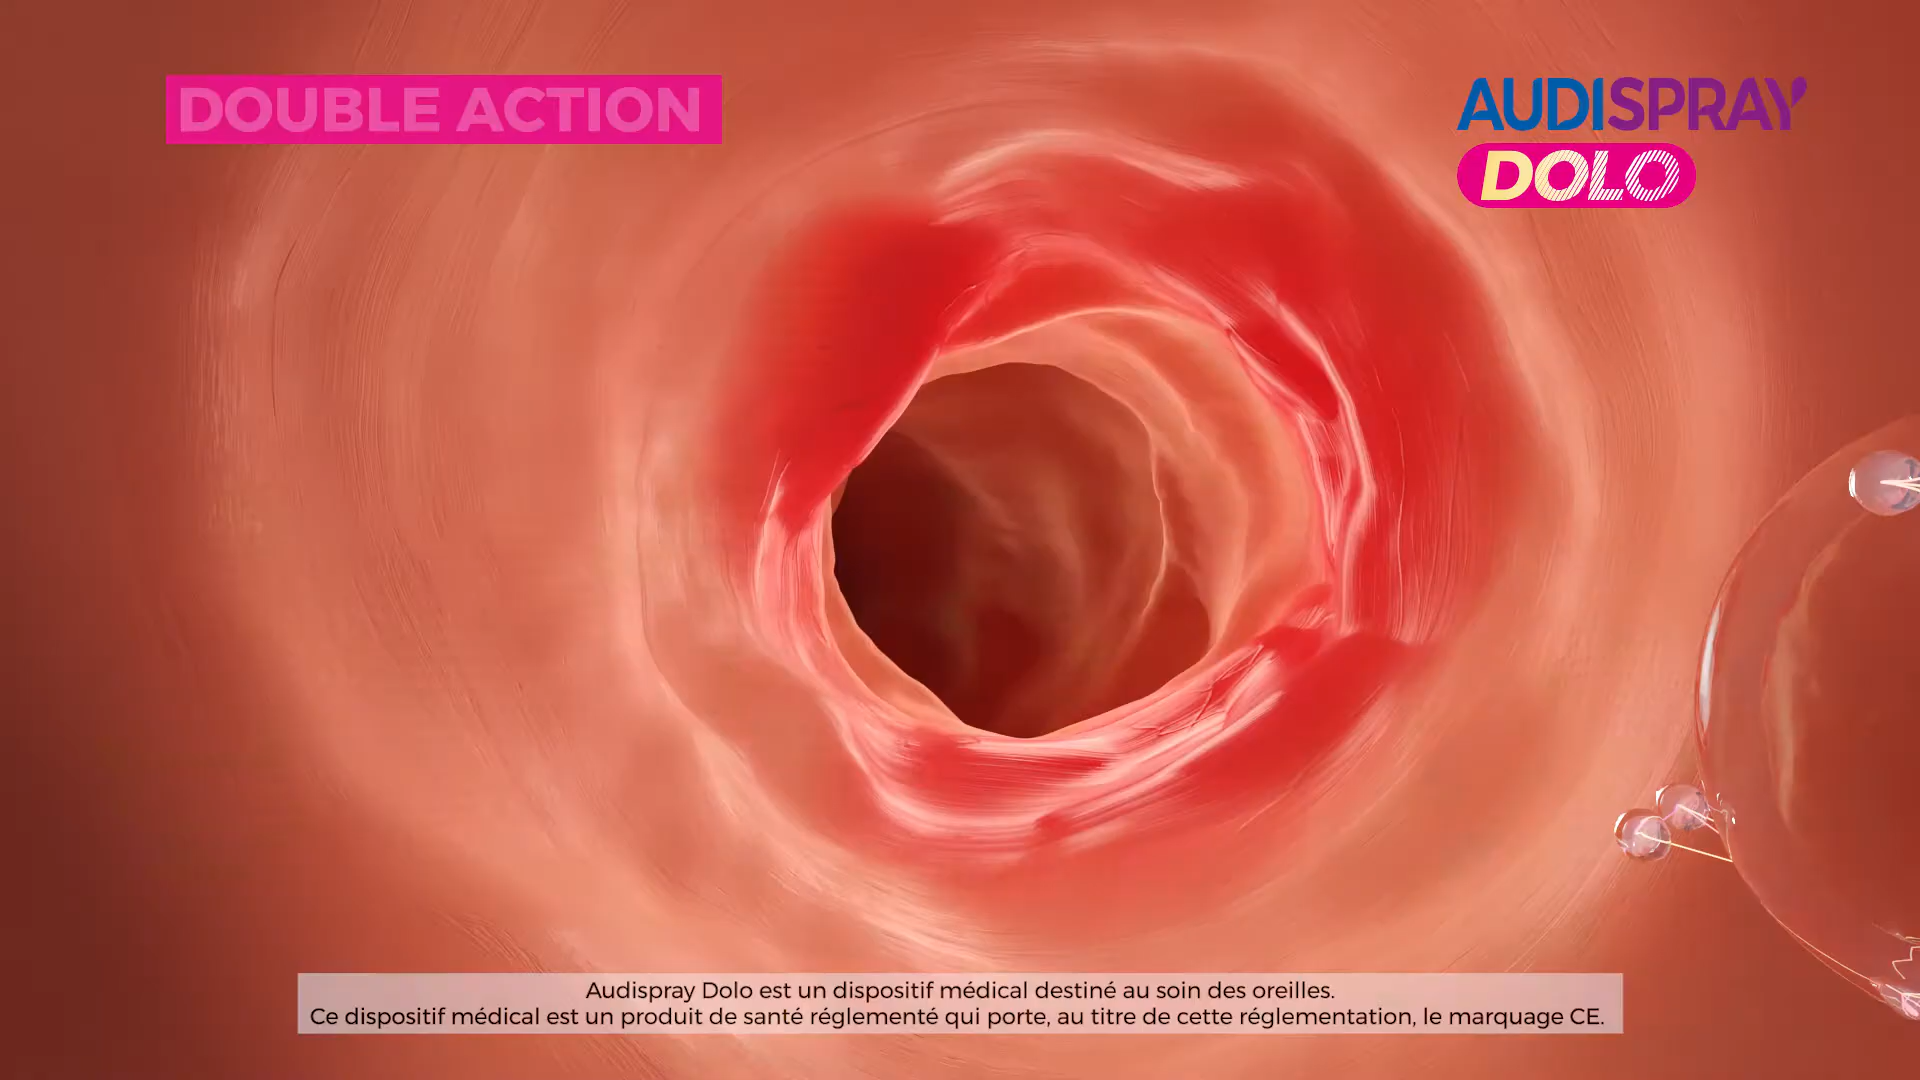 DOUBLE ACTION
AUDISPRAY
DOLO
Audispray Dolo est un dispositif médical destiné au soin des oreilles.
Ce dispositif médical est un produit de santé réglementé qui porte, au titre de cette réglementation, le marquage CE.